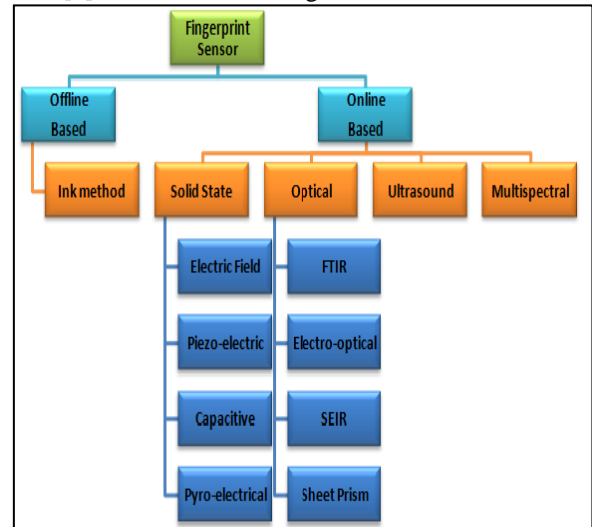 Fingerprint
Sensor
Offline
Based
Online
Based
Ink method
Solid State
Optical
Ultrasound
Multispectral
Electric Field
FTIR
Piezo-electric
Electro-optical
Capacitive
SEIR
Pyro-electrical
Sheet Prism